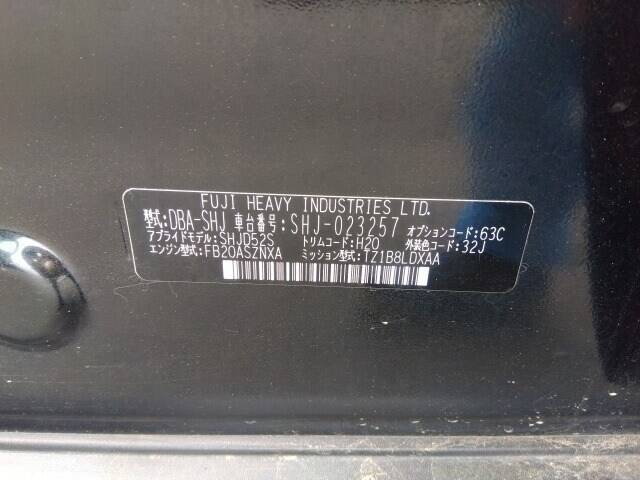 FUJI HEAVY INDUSTRIES LTD.
型式:DBA-SHJ 車台番号:SHJ-023257 オプションコード:63C
アプライドモデル:SHJD52S トリムコード:H20 外装色コード:32J
エンジン型式:FB20ASZNXA ミッション型式:TZ1B8LDXAA